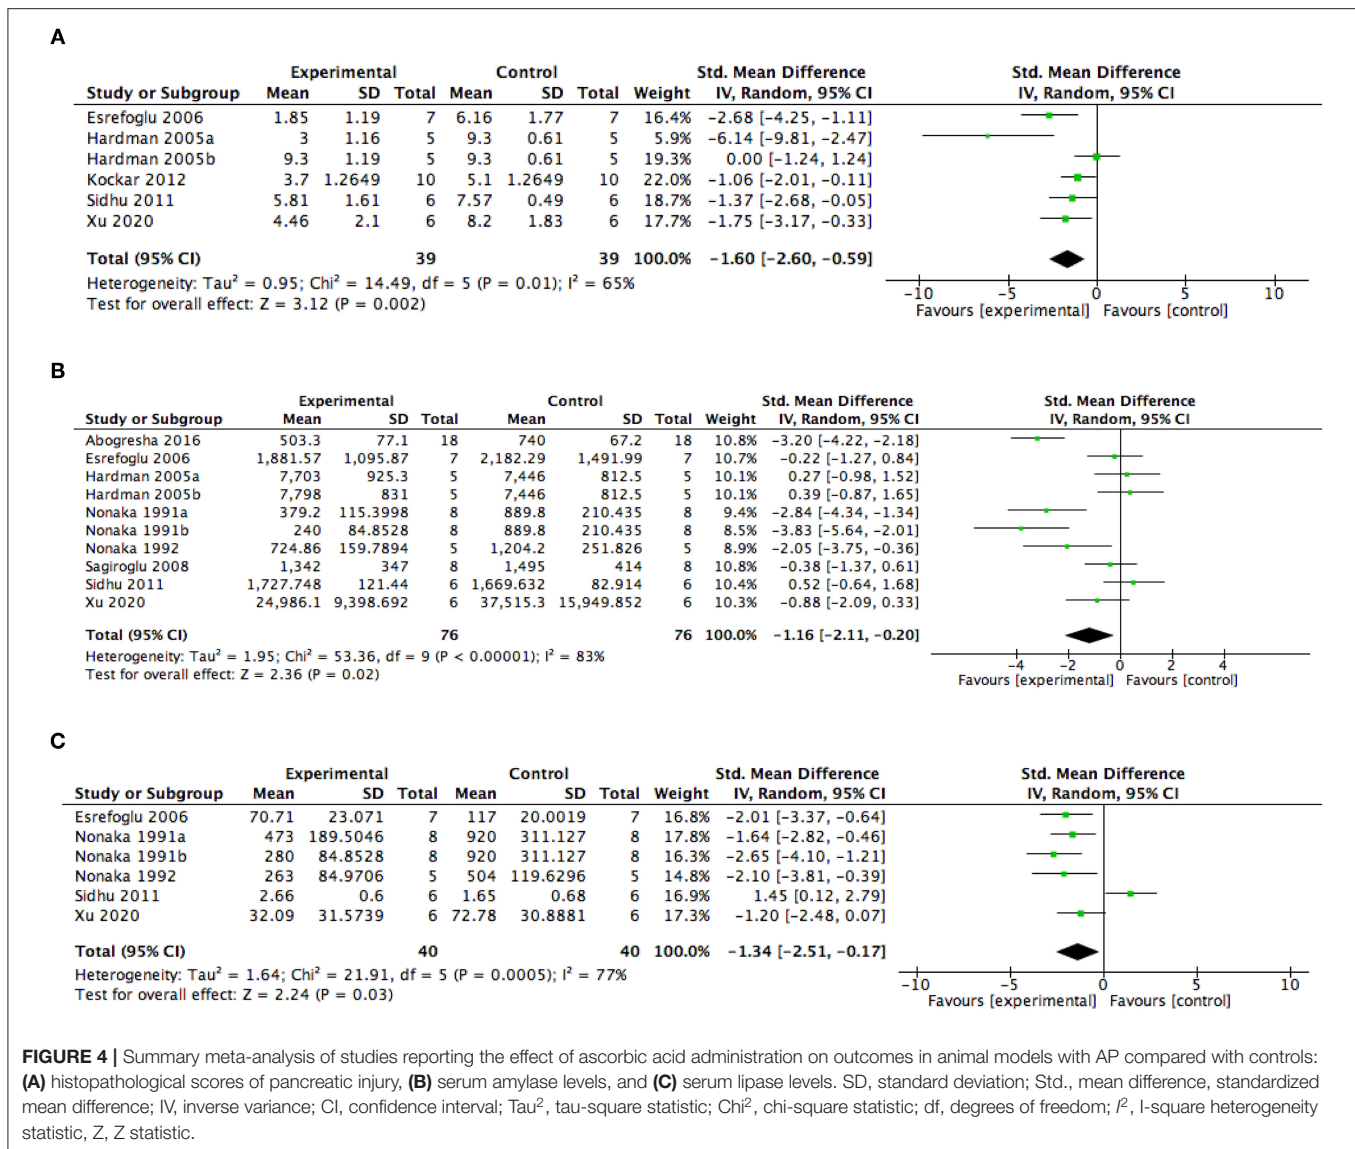 A
Experimental Control Std. Mean Difference Std. Mean Difference
Study or Subgroup Mean SD Total Mean SD Total Weight IV, Random, 95% CI IV, Random, 95% CI
Esrefoglu 2006 1.85 1.19 7 6.16 1.77 7 16.4% −2.68 [−4.25, −1.11]
Hardman 2005a 3 1.16 5 9.3 0.61 5 5.9% −6.14 [−9.81, −2.47]
Hardman 2005b 9.3 1.19 5 9.3 0.61 5 19.3% 0.00 [−1.24, 1.24]
Kockar 2012 3.7 1.2649 10 5.1 1.2649 10 22.0% −1.06 [−2.01, −0.11]
Sidhu 2011 5.81 1.61 6 7.57 0.49 6 18.7% −1.37 [−2.68, −0.05]
Xu 2020 4.46 2.1 6 8.2 1.83 6 17.7% −1.75 [−3.17, −0.33]
Total (95% CI) 39 39 100.0% −1.60 [−2.60, −0.59]
Heterogeneity: Tau² = 0.95; Chi² = 14.49, df = 5 (P = 0.01); I² = 65%
Test for overall effect: Z = 3.12 (P = 0.002)
−10 −5 0 5 10
Favours [experimental] Favours [control]
B
Experimental Control Std. Mean Difference Std. Mean Difference
Study or Subgroup Mean SD Total Mean SD Total Weight IV, Random, 95% CI IV, Random, 95% CI
Abogresha 2016 503.3 77.1 18 740 67.2 18 10.8% −3.20 [−4.22, −2.18]
Esrefoglu 2006 1,881.57 1,095.87 7 2,182.29 1,491.99 7 10.7% −0.22 [−1.27, 0.84]
Hardman 2005a 7,703 925.3 5 7,446 812.5 5 10.1% 0.27 [−0.98, 1.52]
Hardman 2005b 7,798 831 5 7,446 812.5 5 10.1% 0.39 [−0.87, 1.65]
Nonaka 1991a 379.2 115.3998 8 889.8 210.435 8 9.4% −2.84 [−4.34, −1.34]
Nonaka 1991b 240 84.8528 8 889.8 210.435 8 8.5% −3.83 [−5.64, −2.01]
Nonaka 1992 724.86 159.7894 5 1,204.2 251.826 5 8.9% −2.05 [−3.75, −0.36]
Sagiroglu 2008 1,342 347 8 1,495 414 8 10.8% −0.38 [−1.37, 0.61]
Sidhu 2011 1,727.748 121.44 6 1,669.632 82.914 6 10.4% 0.52 [−0.64, 1.68]
Xu 2020 24,986.1 9,398.692 6 37,515.3 15,949.852 6 10.3% −0.88 [−2.09, 0.33]
Total (95% CI) 76 76 100.0% −1.16 [−2.11, −0.20]
Heterogeneity: Tau² = 1.95; Chi² = 53.36, df = 9 (P < 0.00001); I² = 83%
Test for overall effect: Z = 2.36 (P = 0.02)
−4 −2 0 2 4
Favours [experimental] Favours [control]
C
Experimental Control Std. Mean Difference Std. Mean Difference
Study or Subgroup Mean SD Total Mean SD Total Weight IV, Random, 95% CI IV, Random, 95% CI
Esrefoglu 2006 70.71 23.071 7 117 20.0019 7 16.8% −2.01 [−3.37, −0.64]
Nonaka 1991a 473 189.5046 8 920 311.127 8 17.8% −1.64 [−2.82, −0.46]
Nonaka 1991b 280 84.8528 8 920 311.127 8 16.3% −2.65 [−4.10, −1.21]
Nonaka 1992 263 84.9706 5 504 119.6296 5 14.8% −2.10 [−3.81, −0.39]
Sidhu 2011 2.66 0.6 6 1.65 0.68 6 16.9% 1.45 [0.12, 2.79]
Xu 2020 32.09 31.5739 6 72.78 30.8881 6 17.3% −1.20 [−2.48, 0.07]
Total (95% CI) 40 40 100.0% −1.34 [−2.51, −0.17]
Heterogeneity: Tau² = 1.64; Chi² = 21.91, df = 5 (P = 0.0005); I² = 77%
Test for overall effect: Z = 2.24 (P = 0.03)
−10 −5 0 5 10
Favours [experimental] Favours [control]
FIGURE 4 | Summary meta-analysis of studies reporting the effect of ascorbic acid administration on outcomes in animal models with AP compared with controls:
(A) histopathological scores of pancreatic injury, (B) serum amylase levels, and (C) serum lipase levels. SD, standard deviation; Std., mean difference, standardized
mean difference; IV, inverse variance; CI, confidence interval; Tau², tau-square statistic; Chi², chi-square statistic; df, degrees of freedom; I², I-square heterogeneity
statistic, Z, Z statistic.